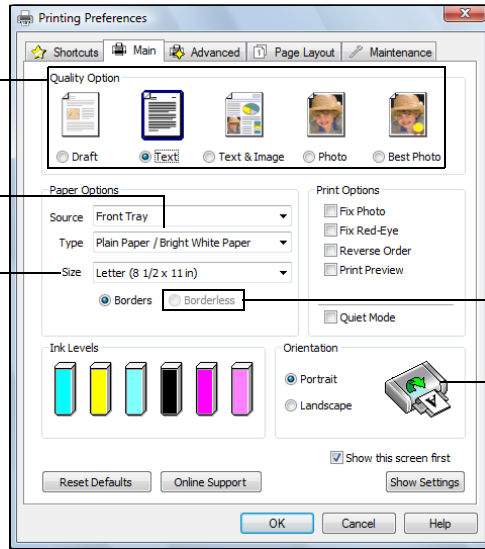 Printing Preferences
Shortcuts Main Advanced 1 Page Layout Maintenance
Quality Option
Draft Text Text & Image Photo Best Photo
Paper Options
Source Front Tray
Type Plain Paper / Bright White Paper
Size Letter (8 1/2 x 11 in)
Borders Borderless
Print Options
Fix Photo
Fix Red-Eye
Reverse Order
Print Preview
Quiet Mode
Ink Levels
Orientation
Portrait
Landscape
A
Show this screen first
Reset Defaults Online Support Show Settings
OK Cancel Help